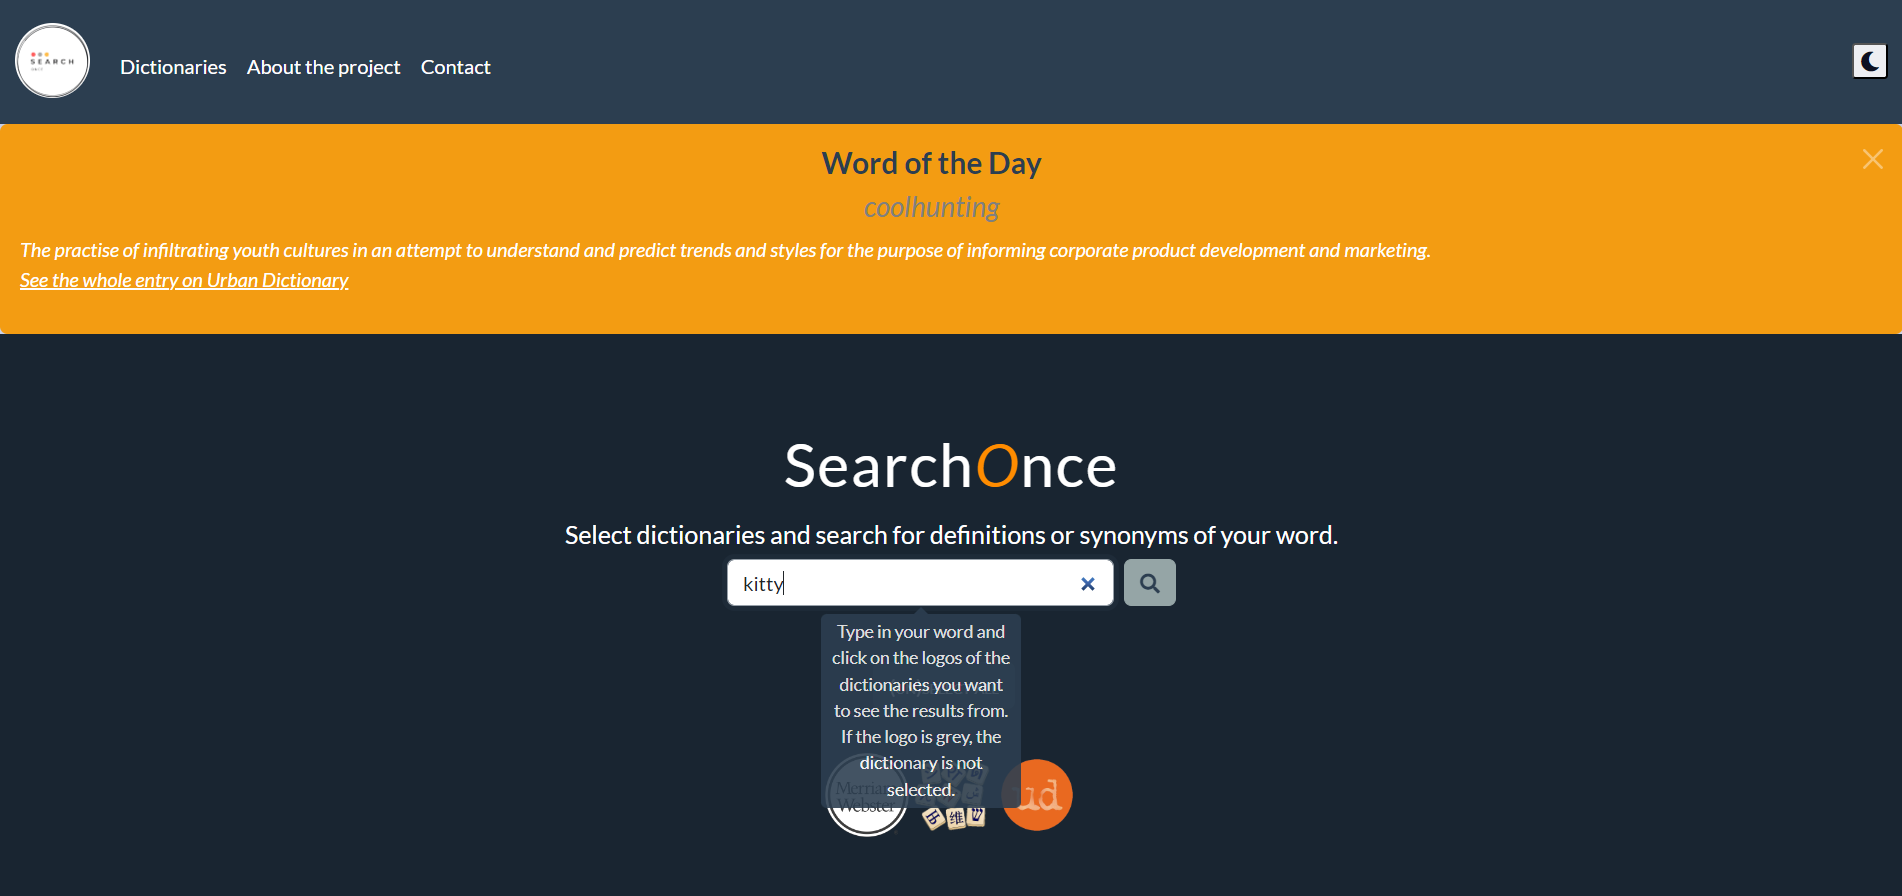 SEARCH
Dictionaries About the project Contact
Word of the Day
coolhunting
The practise of infiltrating youth cultures in an attempt to understand and predict trends and styles for the purpose of informing corporate product development and marketing.
See the whole entry on Urban Dictionary
SearchOnce
Select dictionaries and search for definitions or synonyms of your word.
kitty
Type in your word and
click on the logos of the
dictionaries you want
to see the results from.
If the logo is grey, the
dictionary is not
selected.
Merriam
Webster
维
ud